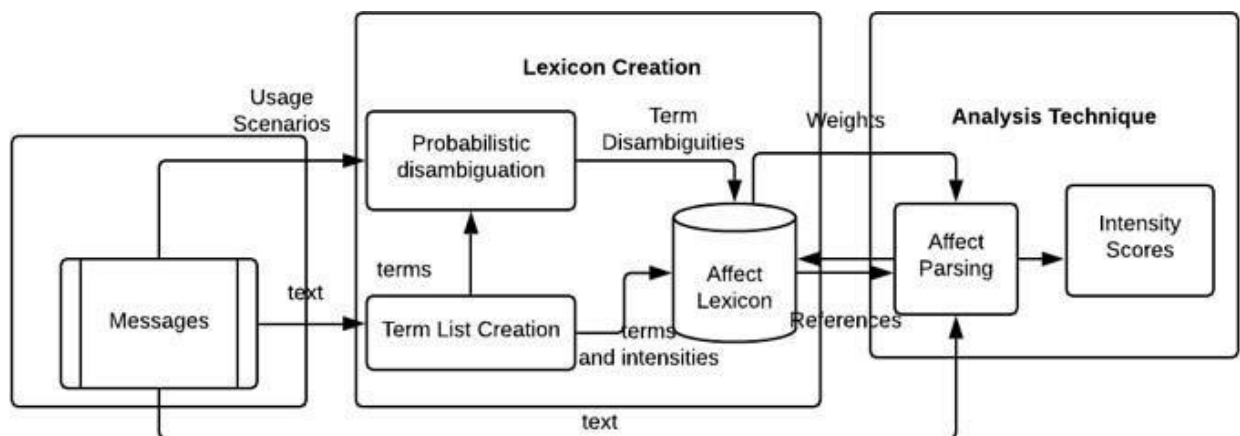 Lexicon Creation
Usage
Scenarios
Probabilistic
disambiguation
Term
Disambiguities
Weights
Analysis Technique
Affect
Parsing
Intensity
Scores
terms
Affect
Lexicon
text
Messages
Term List Creation
References
terms
and intensities
text